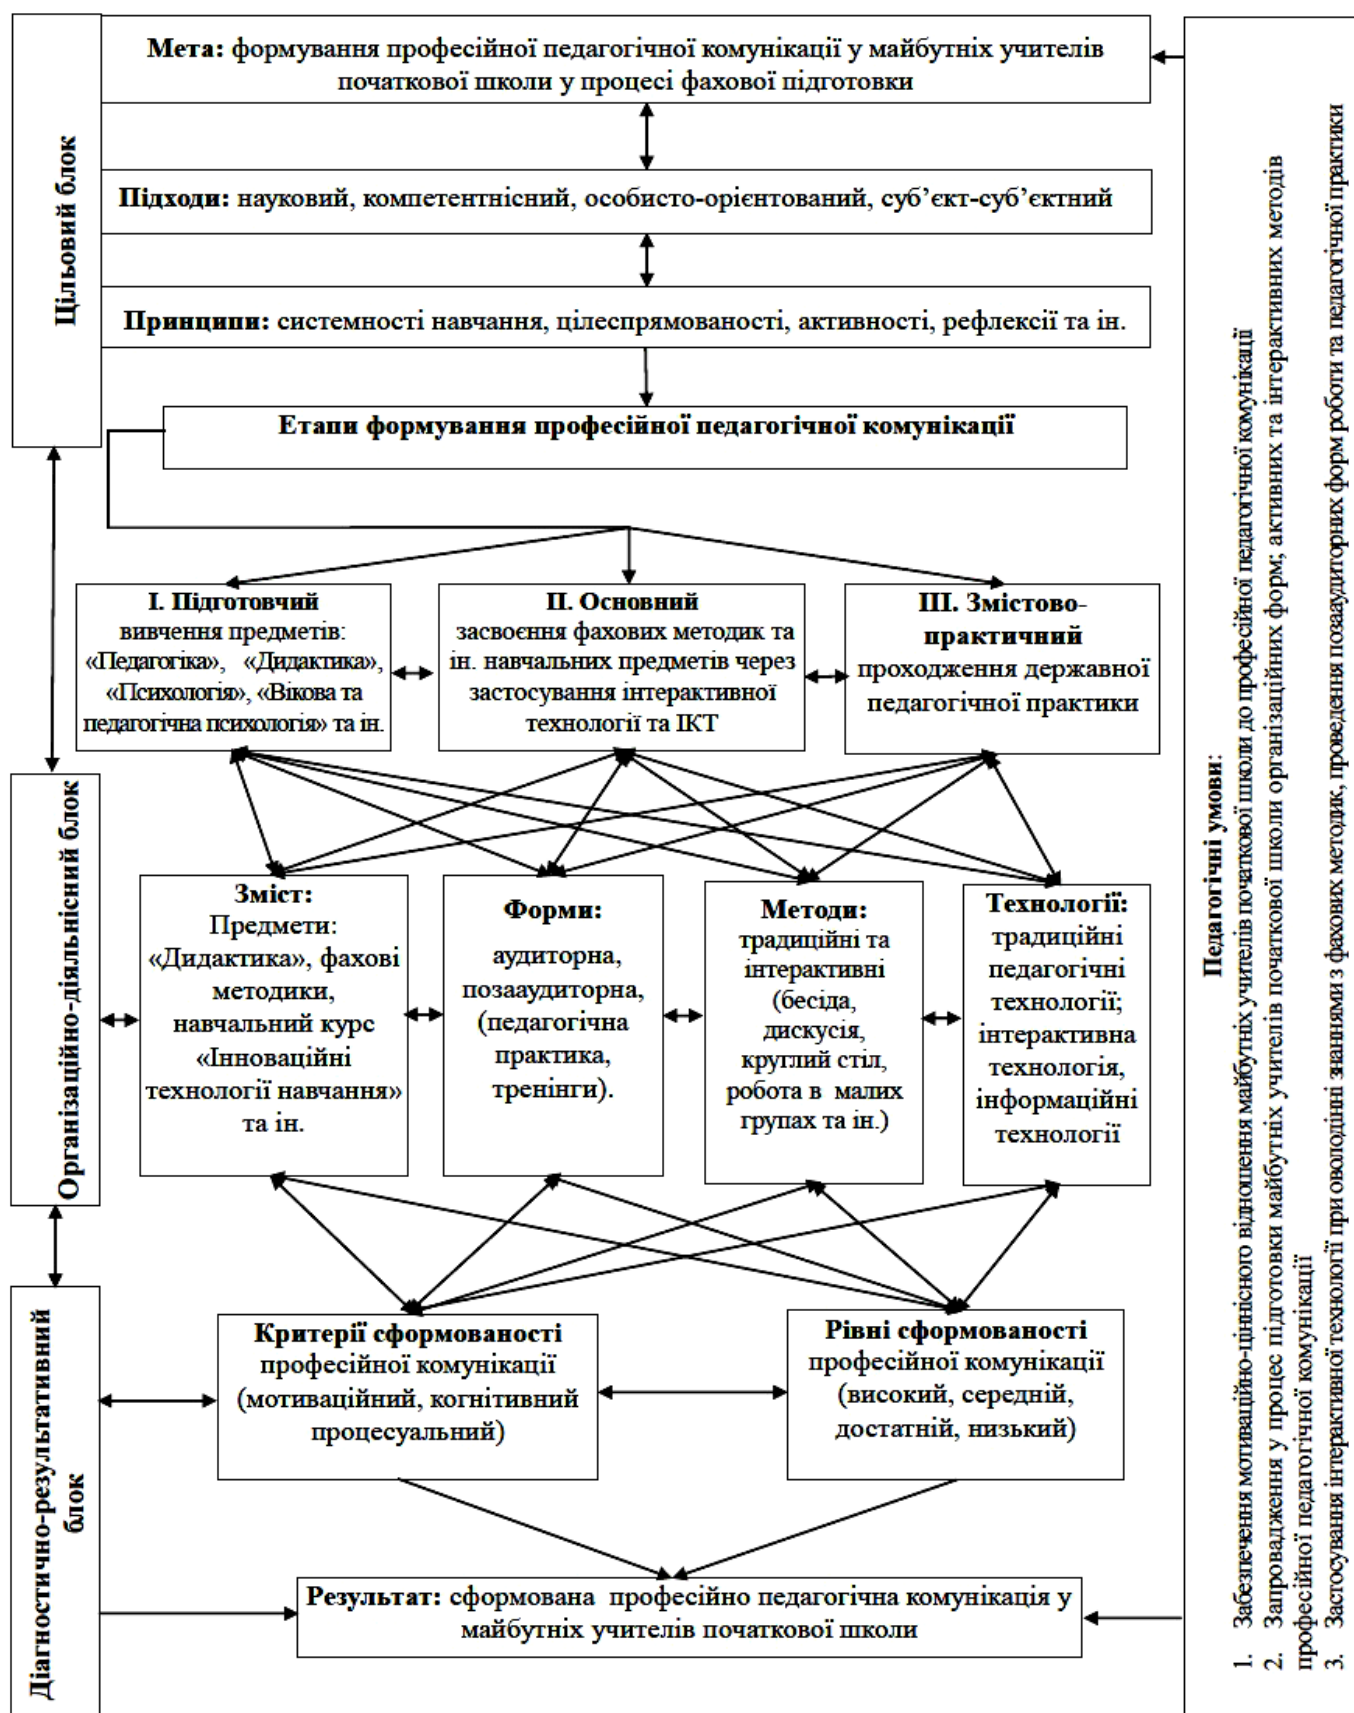 Цільовий блок
Мета: формування професійної педагогічної комунікації у майбутніх учителів
початкової школи у процесі фахової підготовки
Підходи: науковий, компетентнісний, особисто-орієнтований, суб’єкт-суб’єктний
Принципи: системності навчання, цілеспрямованості, активності, рефлексії та ін.
Етапи формування професійної педагогічної комунікації
Організаційно-діяльнісний блок
І. Підготовчий
вивчення предметів:
«Педагогіка», «Дидактика»,
«Психологія», «Вікова та
педагогічна психологія» та ін.
ІІ. Основний
засвоєння фахових методик та
ін. навчальних предметів через
застосування інтерактивної
технології та ІКТ
ІІІ. Змістово-
практичний
проходження державної
педагогічної практики
Зміст:
Предмети:
«Дидактика», фахові
методики,
навчальний курс
«Інноваційні
технології навчання»
та ін.
Форми:
аудиторна,
позааудиторна,
(педагогічна
практика,
тренінги).
Методи:
традиційні та
інтерактивні
(бесіда,
дискусія,
круглий стіл,
робота в малих
групах та ін.)
Технології:
традиційні
педагогічні
технології;
інтерактивна
технологія,
інформаційні
технології
Діагностично-результативний
блок
Критерії сформованості
професійної комунікації
(мотиваційний, когнітивний
процесуальний)
Рівні сформованості
професійної комунікації
(високий, середній,
достатній, низький)
Результат: сформована професійно педагогічна комунікація у
майбутніх учителів початкової школи
Педагогічні умови:
1. Забезпечення мотиваційно-ціннісного відношення майбутніх учителів початкової школи до професійної педагогічної комунікації
2. Запровадження у процес підготовки майбутніх учителів початкової школи організаційних форм; активних та інтерактивних методів
професійної педагогічної комунікації
3. Застосування інтерактивної технології при оволодінні знаннями з фахових методик, проведення позааудиторних форм роботи та педагогічної практики